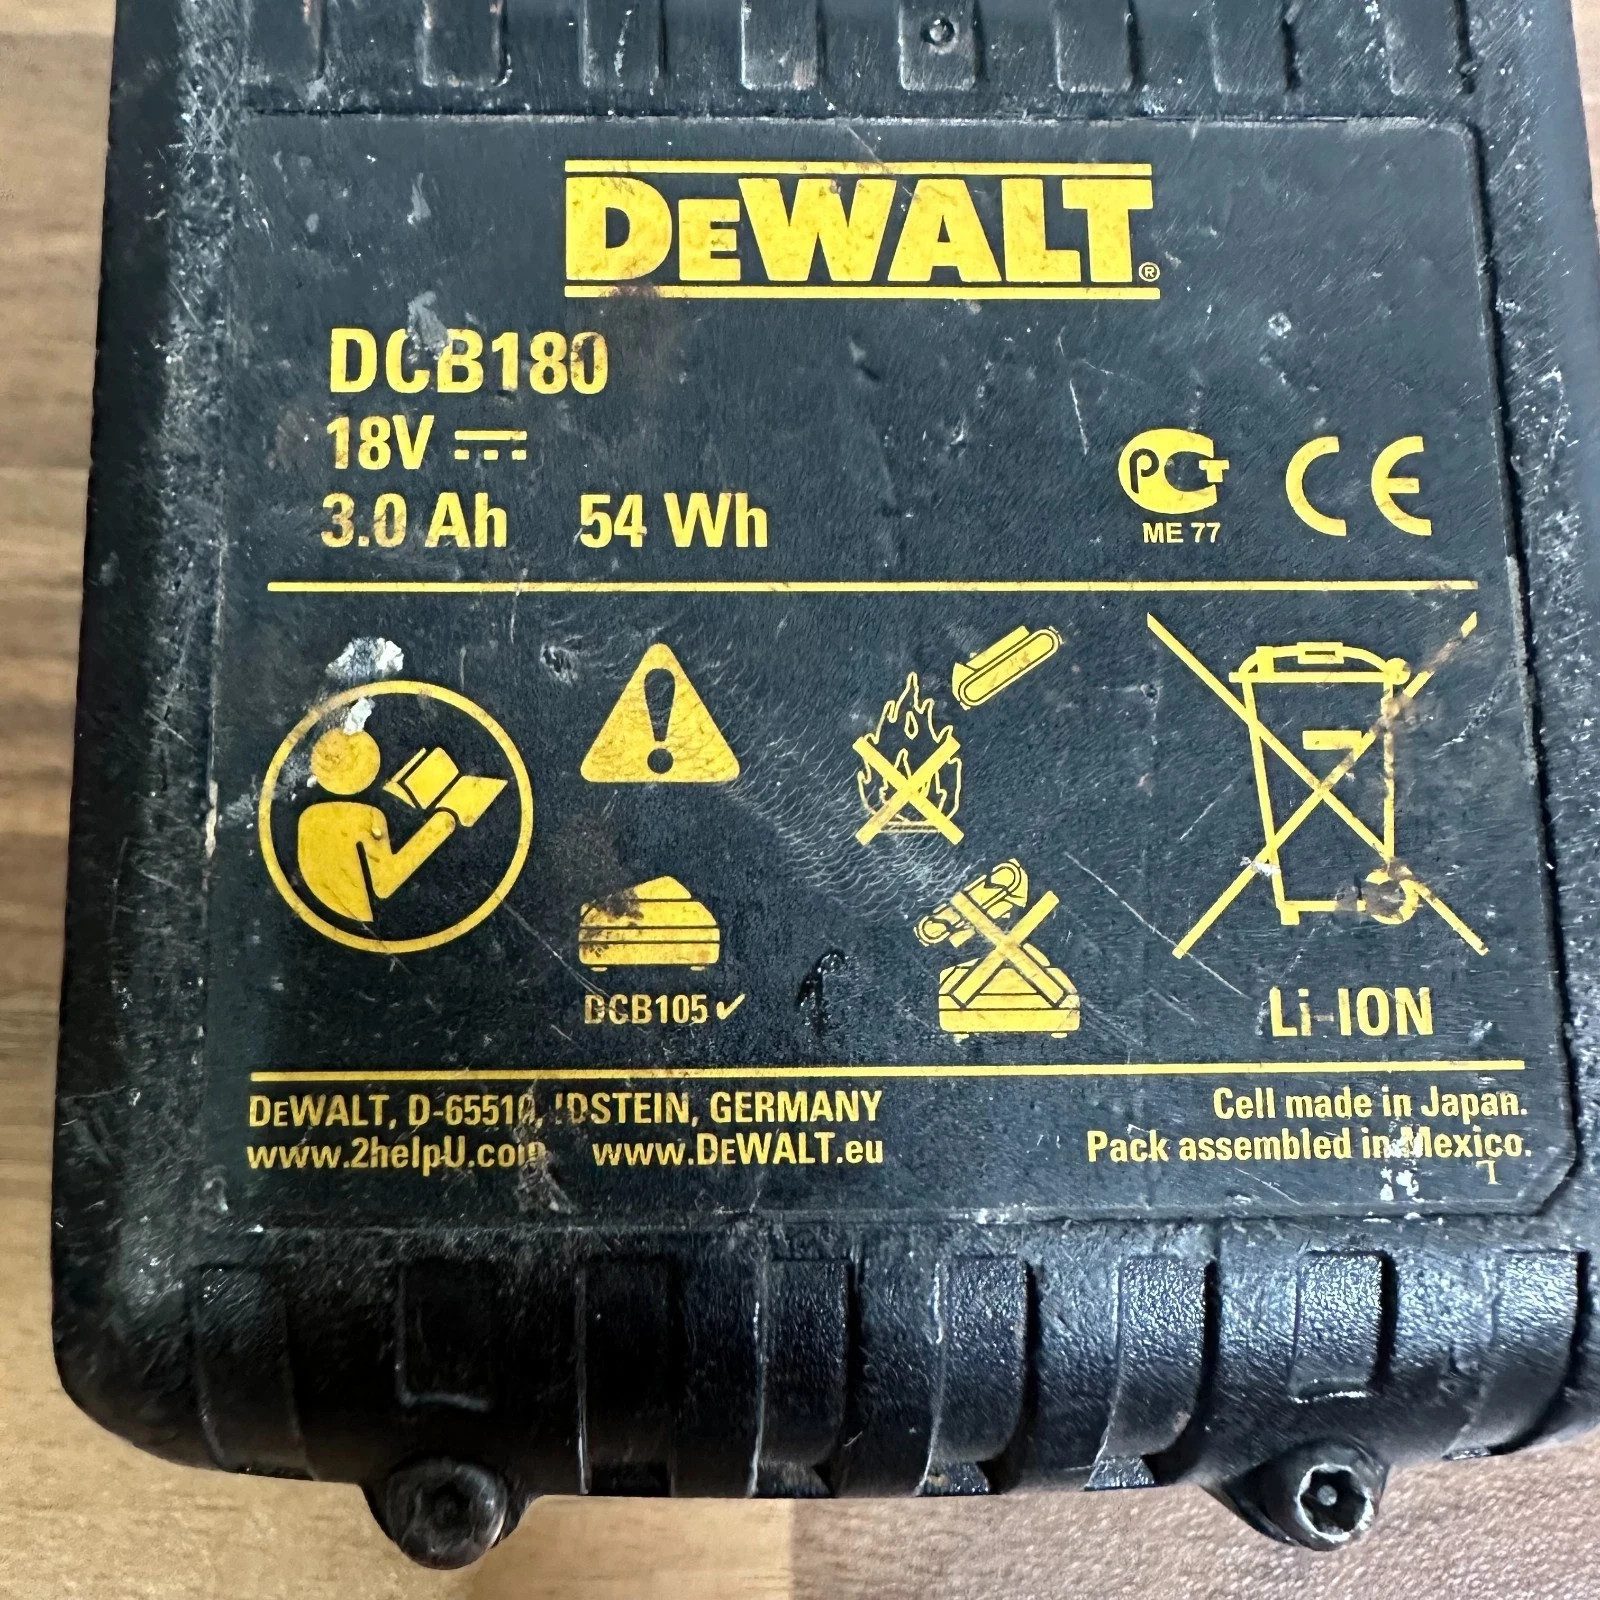 DEWALT®
DCB180
18V
3.0 Ah 54 Wh
PCT
ME 77
CE
DCB105✓
Li-ION
DEWALT, D-65510, IDSTEIN, GERMANY
www.2helpU.com www.DEWALT.eu
Cell made in Japan.
Pack assembled in Mexico.
L